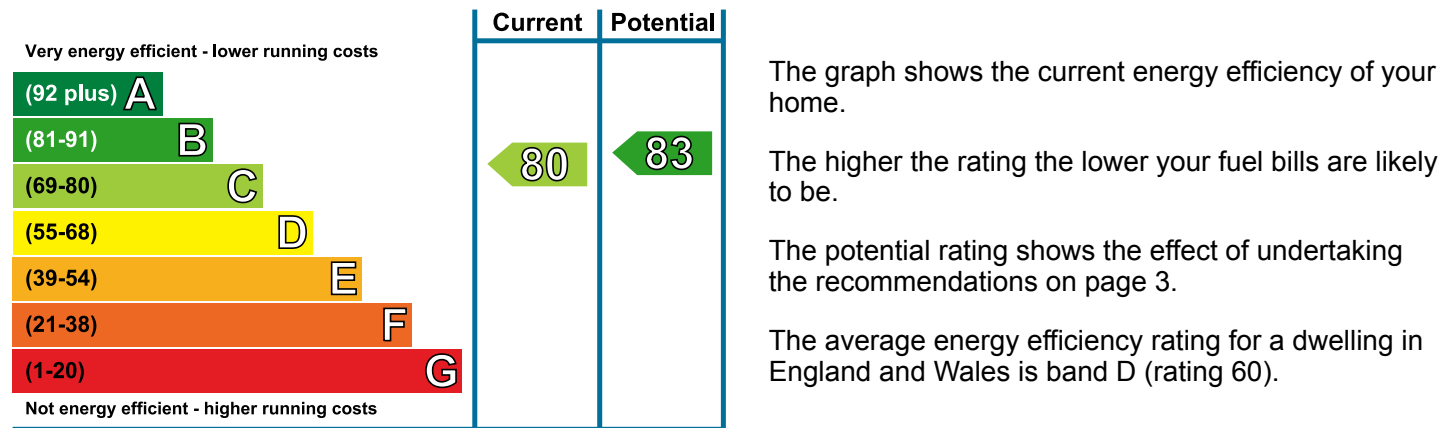 Current Potential
Very energy efficient - lower running costs
(92 plus) A
(81-91) B
(69-80) C
(55-68) D
(39-54) E
(21-38) F
(1-20) G
Not energy efficient - higher running costs
80
83
The graph shows the current energy efficiency of your
home.
The higher the rating the lower your fuel bills are likely
to be.
The potential rating shows the effect of undertaking
the recommendations on page 3.
The average energy efficiency rating for a dwelling in
England and Wales is band D (rating 60).